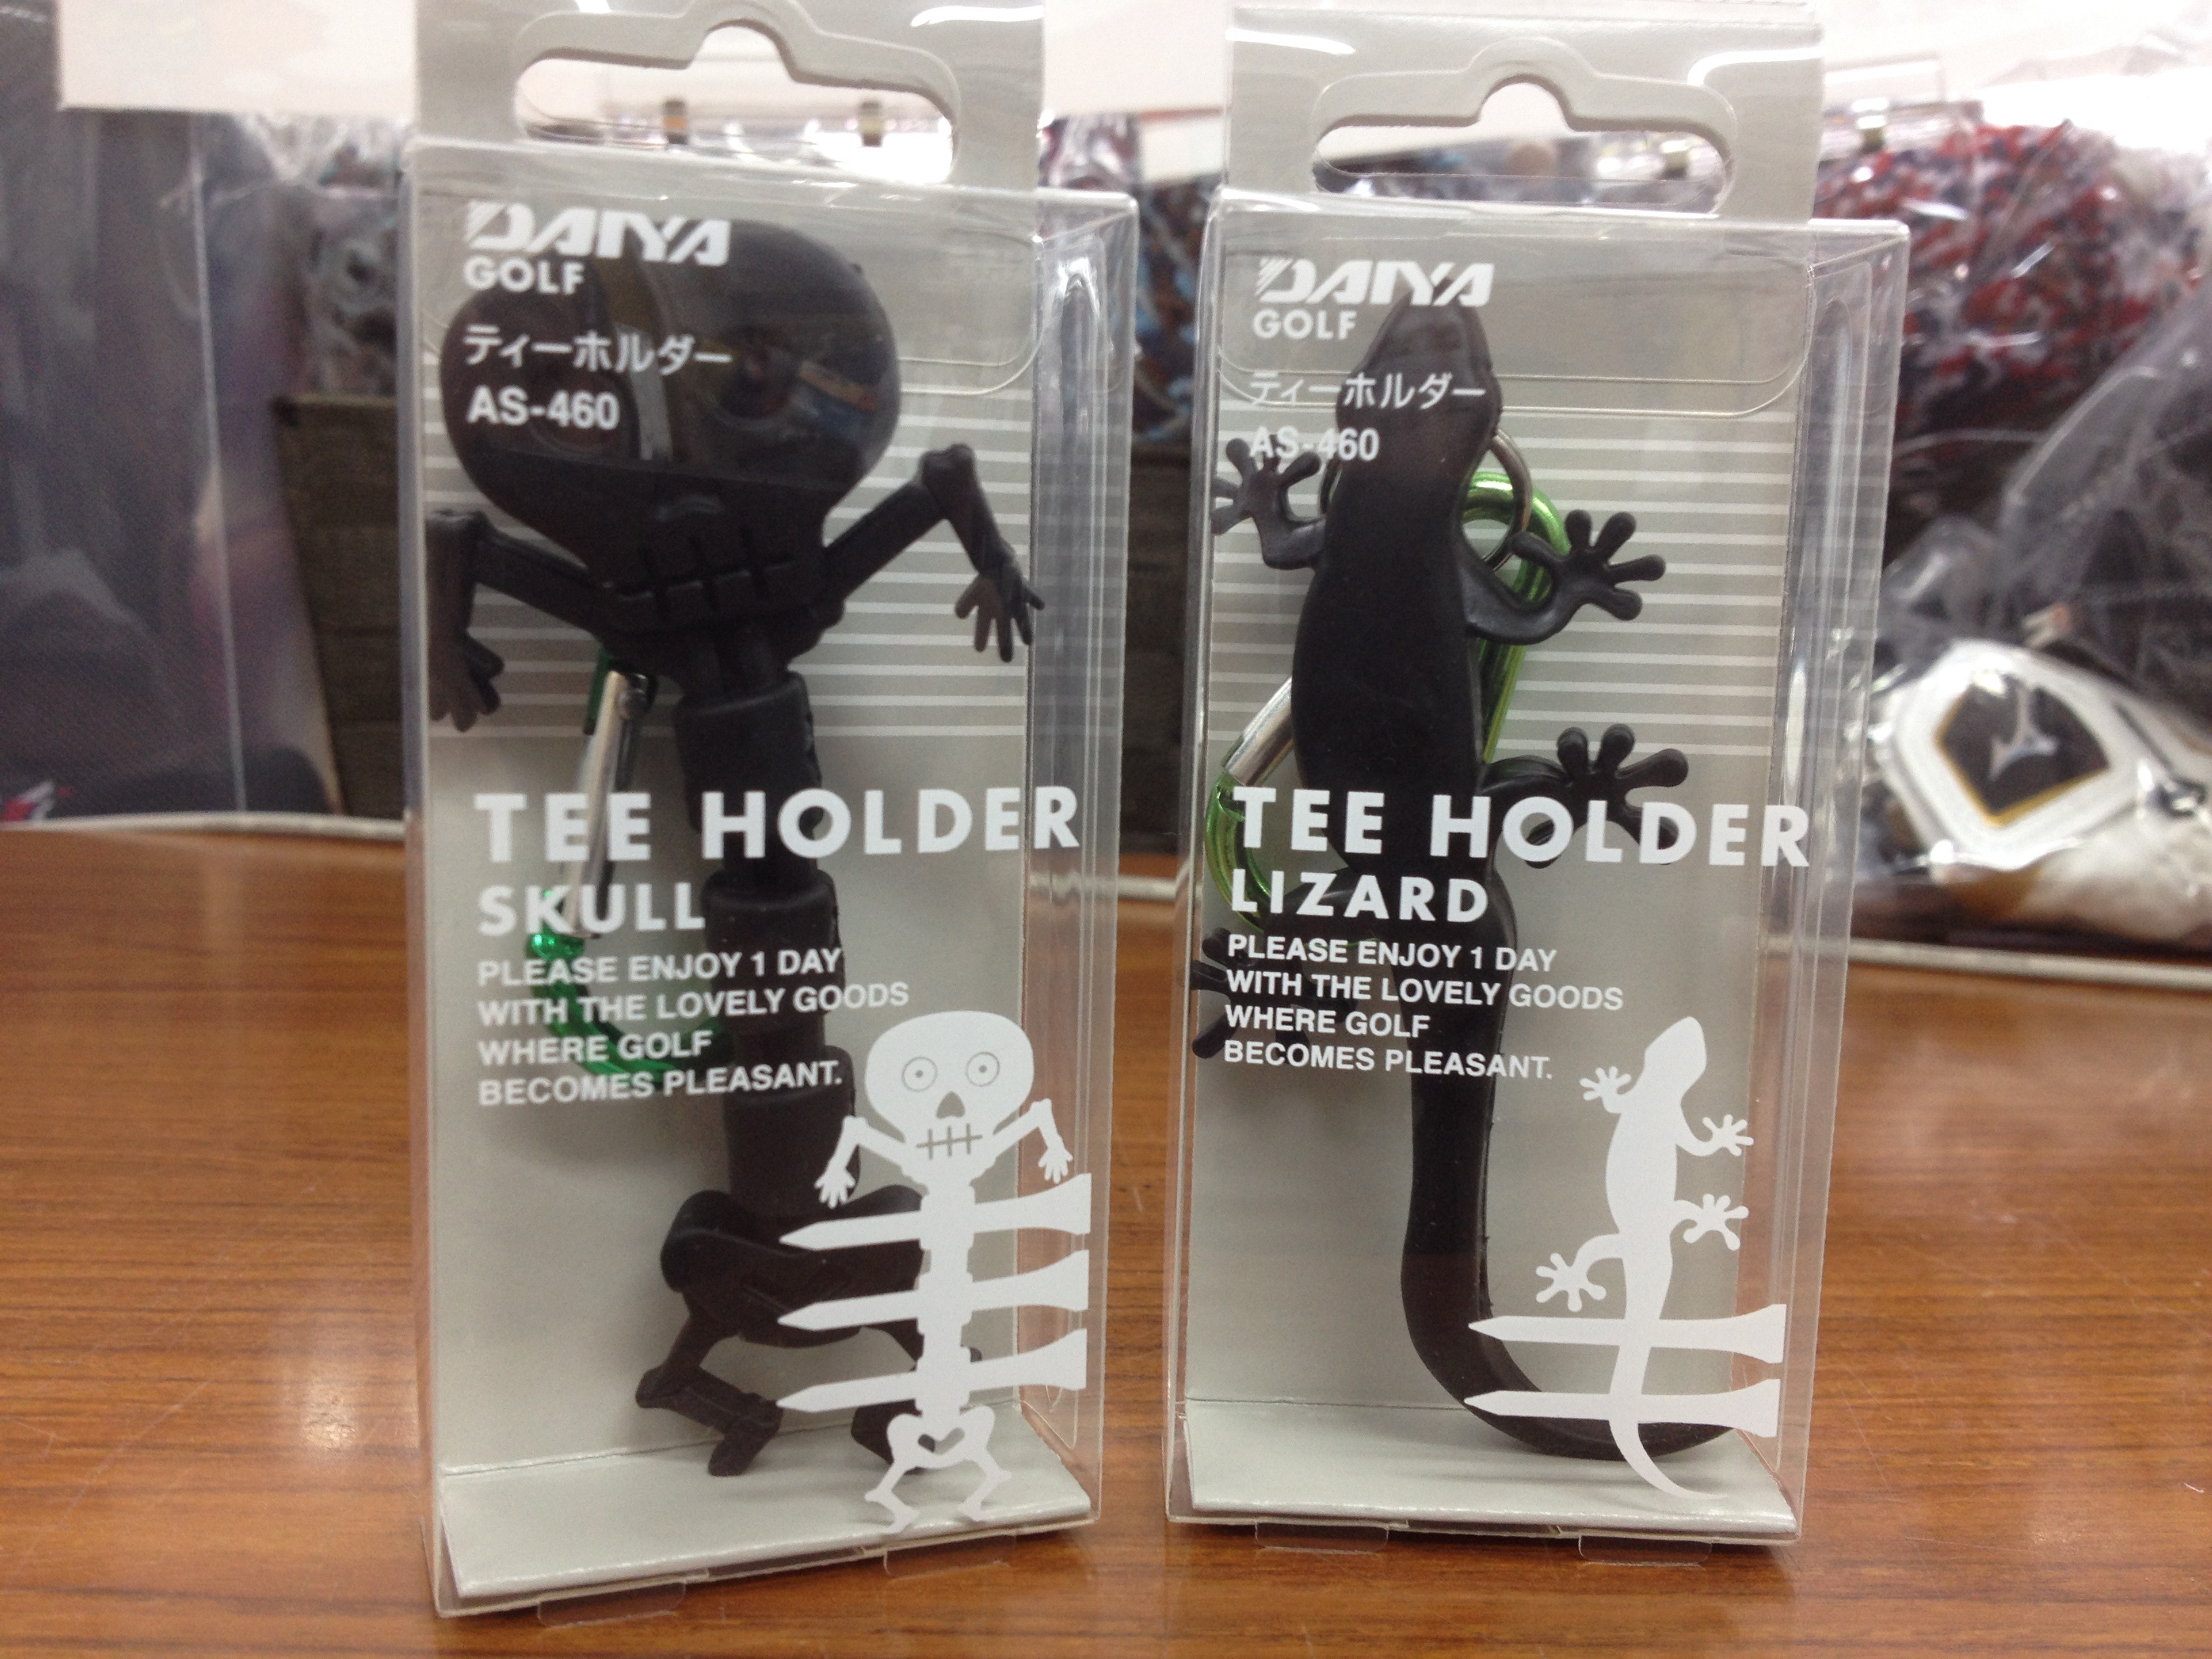 DAIYA
GOLF
ティーホルダー
AS-460
TEE HOLDER
SKULL
PLEASE ENJOY 1 DAY
WITH THE LOVELY GOODS
WHERE GOLF
BECOMES PLEASANT.
DAIYA
GOLF
ティーホルダー
AS-460
TEE HOLDER
LIZARD
PLEASE ENJOY 1 DAY
WITH THE LOVELY GOODS
WHERE GOLF
BECOMES PLEASANT.